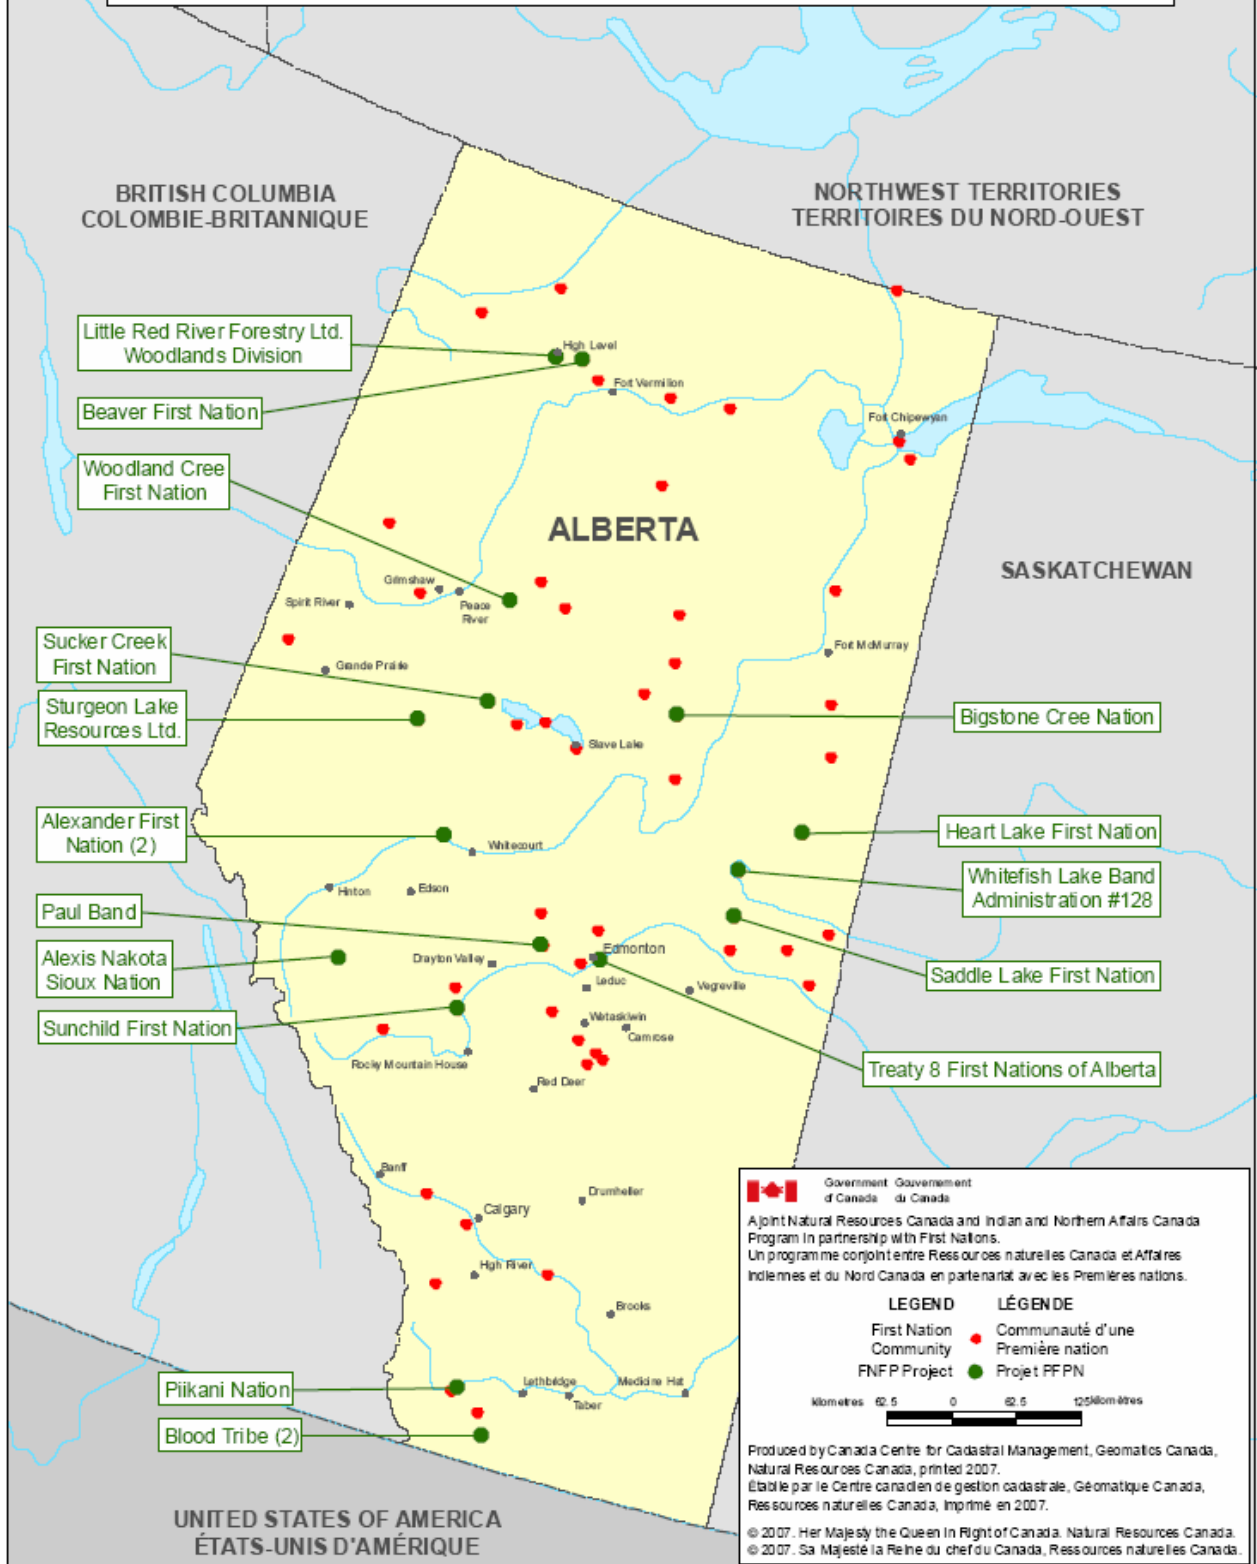 BRITISH COLUMBIA
COLOMBIE-BRITANNIQUE
NORTHWEST TERRITORIES
TERRITOIRES DU NORD-OUEST
Little Red River Forestry Ltd.
Woodlands Division
High Level
Beaver First Nation
Fort Vermilion
Fort Chipewyan
Woodland Cree
First Nation
ALBERTA
SASKATCHEWAN
Grimshaw
Spirit River
Peace
River
Sucker Creek
First Nation
Fort McMurray
Grande Prairie
Sturgeon Lake
Resources Ltd.
Bigstone Cree Nation
Slave Lake
Alexander First
Nation (2)
Heart Lake First Nation
Whitecourt
Whitefish Lake Band
Administration #128
Hinton
Edson
Paul Band
Edmonton
Alexis Nakota
Sioux Nation
Drayton Valley
Saddle Lake First Nation
Leduc
Vegreville
Sunchild First Nation
Wetaskiwin
Camrose
Rocky Mountain House
Treaty 8 First Nations of Alberta
Red Deer
Banff
Drumheller
Calgary
High River
Brooks
Piikani Nation
Lethbridge
Medicine Hat
Taber
Blood Tribe (2)
UNITED STATES OF AMERICA
ÉTATS-UNIS D'AMÉRIQUE
Government Gouvernement
of Canada du Canada
A joint Natural Resources Canada and Indian and Northern Affairs Canada
Program in partnership with First Nations.
Un programme conjoint entre Ressources naturelles Canada et Affaires
Indiennes et du Nord Canada en partenariat avec les Premières nations.
LEGEND LÉGENDE
First Nation
Community
Communauté d'une
Première nation
FNFP Project Projet PFPN
kilometres 62.5 0 62.5 125 kilomètres
Produced by Canada Centre for Cadastral Management, Geomatics Canada,
Natural Resources Canada, printed 2007.
Établie par le Centre canadien de gestion cadastrale, Géomatique Canada,
Ressources naturelles Canada, imprimé en 2007.
© 2007. Her Majesty the Queen in Right of Canada. Natural Resources Canada.
© 2007. Sa Majesté la Reine du chef du Canada, Ressources naturelles Canada.